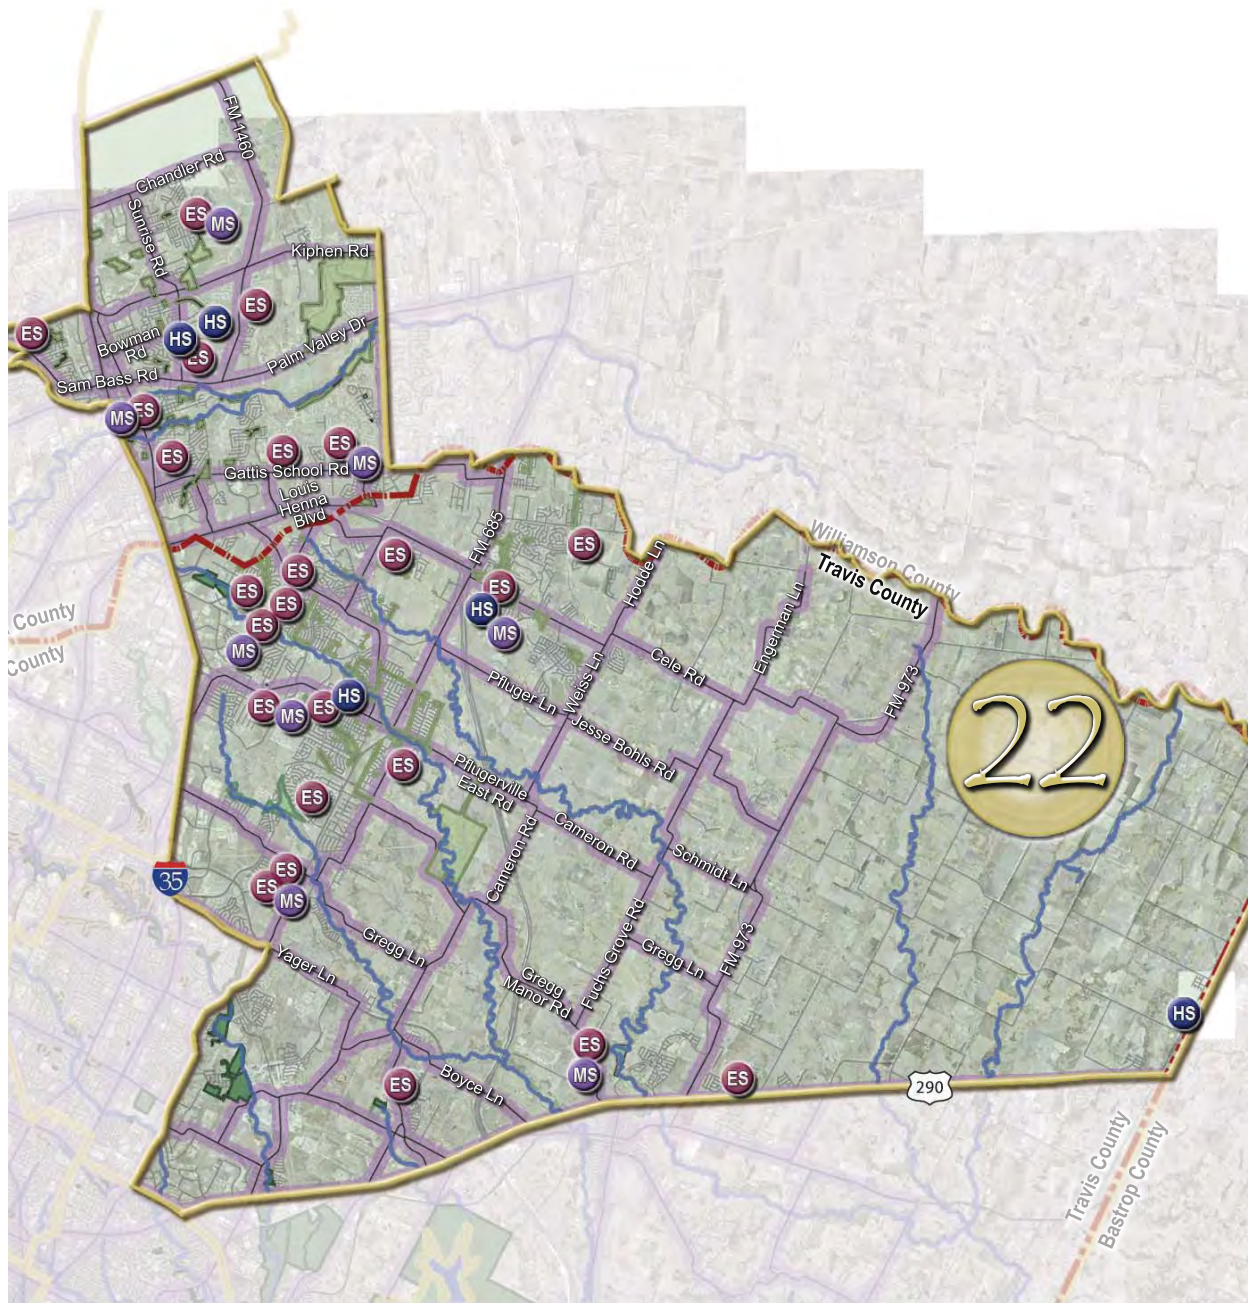 FM 1460
Chandler Rd
ES
MS
Sunrise Rd
Kiphen Rd
ES
HS
ES
HS
Bowman
Rd
ES
Palm Valley Dr
Sam Bass Rd
MS
ES
ES
ES
ES
MS
Gattis School Rd
Louis
Henna
Blvd
FM 685
Williamson County
Travis County
ES
ES
ES
ES
ES
HS
MS
ES
ES
ES
MS
Hodde Ln
Engerman Ln
n County
County
Cele Rd
Weiss Ln
Pfluger Ln
Jesse Bohls Rd
FM 973
22
ES
MS
ES
HS
ES
ES
Pflugerville
East Rd
Cameron Rd
Cameron Rd
Schmidt Ln
35
ES
ES
MS
Gregg Ln
Yager Ln
Gregg
Manor Rd
Fuchs Grove Rd
Gregg Ln
FM 973
HS
ES
MS
ES
ES
Boyce Ln
290
Travis County
Bastrop County